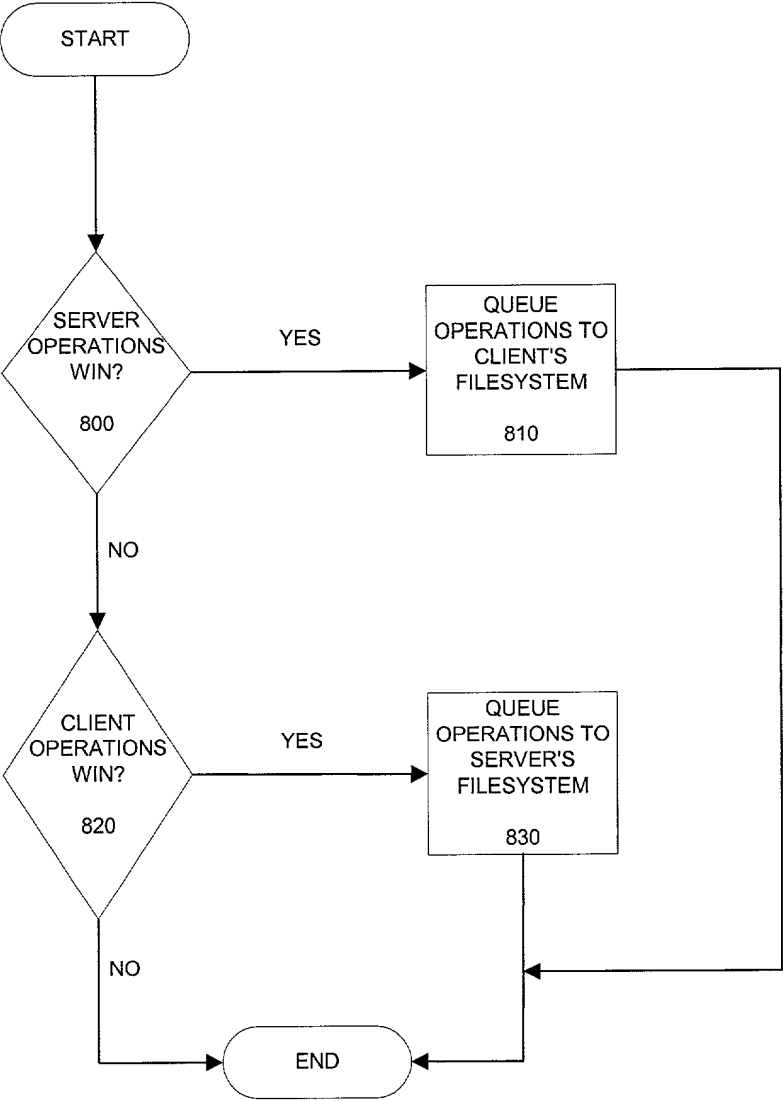 START
SERVER
OPERATIONS
WIN?
800
YES
QUEUE
OPERATIONS TO
CLIENT'S
FILESYSTEM
810
NO
CLIENT
OPERATIONS
WIN?
820
YES
QUEUE
OPERATIONS TO
SERVER'S
FILESYSTEM
830
NO
END